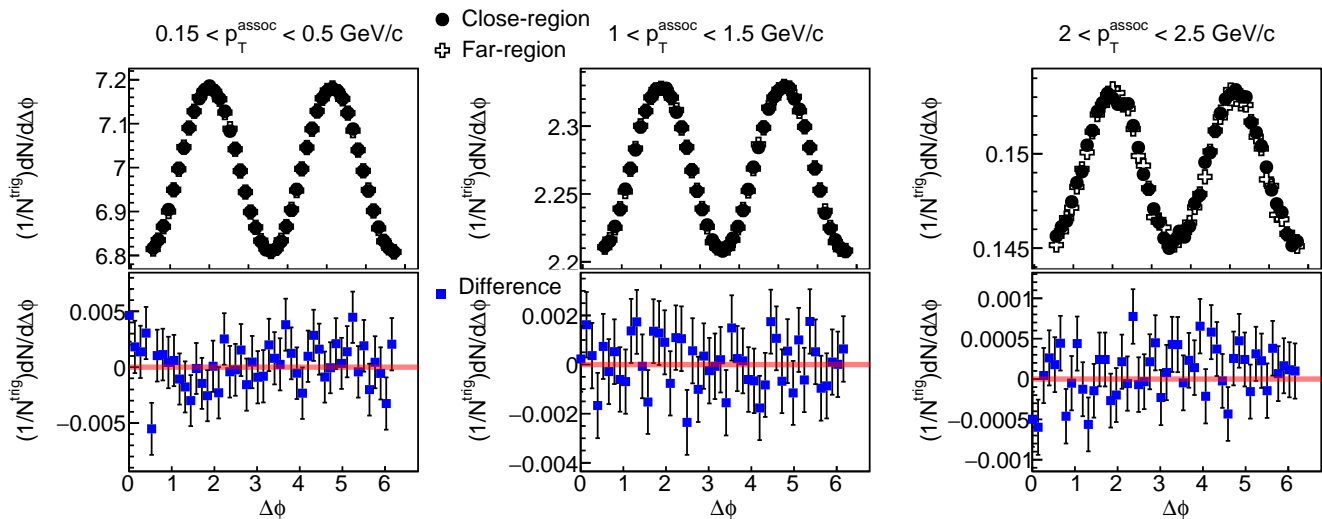 0.15 < p_T^assoc < 0.5 GeV/c
Close-region
Far-region
1 < p_T^assoc < 1.5 GeV/c
2 < p_T^assoc < 2.5 GeV/c
(1/N^trig)dN/dΔϕ
7.2
7.1
7
6.9
6.8
(1/N^trig)dN/dΔϕ
2.3
2.25
2.2
(1/N^trig)dN/dΔϕ
0.15
0.145
Difference
(1/N^trig)dN/dΔϕ
0.005
0
−0.005
0 1 2 3 4 5 6
Δϕ
(1/N^trig)dN/dΔϕ
0.002
0
−0.002
−0.004
0 1 2 3 4 5 6
Δϕ
(1/N^trig)dN/dΔϕ
0.001
0.0005
0
−0.0005
−0.001
0 1 2 3 4 5 6
Δϕ